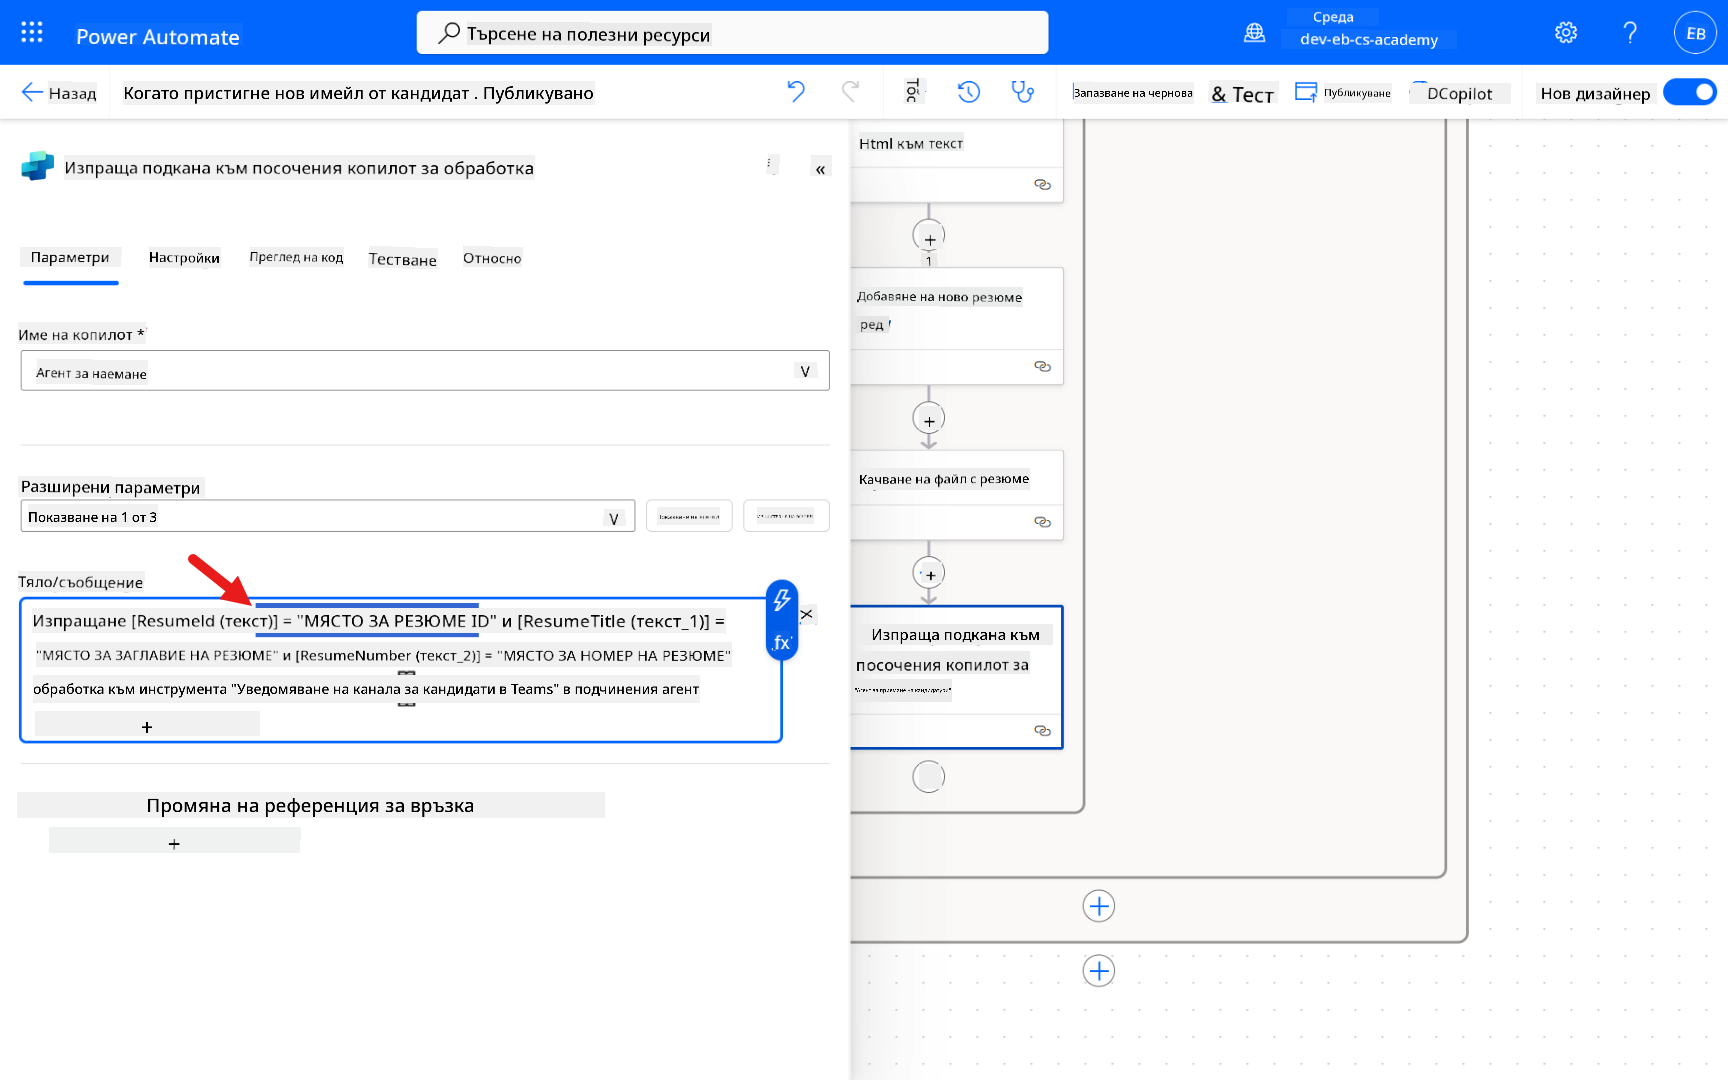 Power Automate
Търсене на полезни ресурси
Среда
dev-eb-cs-academy
EB
Назад
Когато пристигне нов имейл от кандидат . Публикувано
Запазване на чернова
& Тест
Публикуване
DCopilot
Нов дизайнер
Изпраща подкана към посочения копилот за обработка
Параметри
Настройки
Преглед на код
Тестване
Относно
Име на копилот *
Агент за наемане
Разширени параметри
Показване на 1 от 3
Тяло/съобщение
Изпращане [ResumeId (текст)] = "МЯСТО ЗА РЕЗЮМЕ ID" и [ResumeTitle (текст_1)] =
"МЯСТО ЗА ЗАГЛАВИЕ НА РЕЗЮМЕ" и [ResumeNumber (текст_2)] = "МЯСТО ЗА НОМЕР НА РЕЗЮМЕ"
обработка към инструмента "Уведомяване на канала за кандидати в Teams" в подчинения агент
+
fx
Промяна на референция за връзка
+
Html към текст
+
1
Добавяне на ново резюме
ред
+
Качване на файл с резюме
+
Изпраща подкана към
посочения копилот за